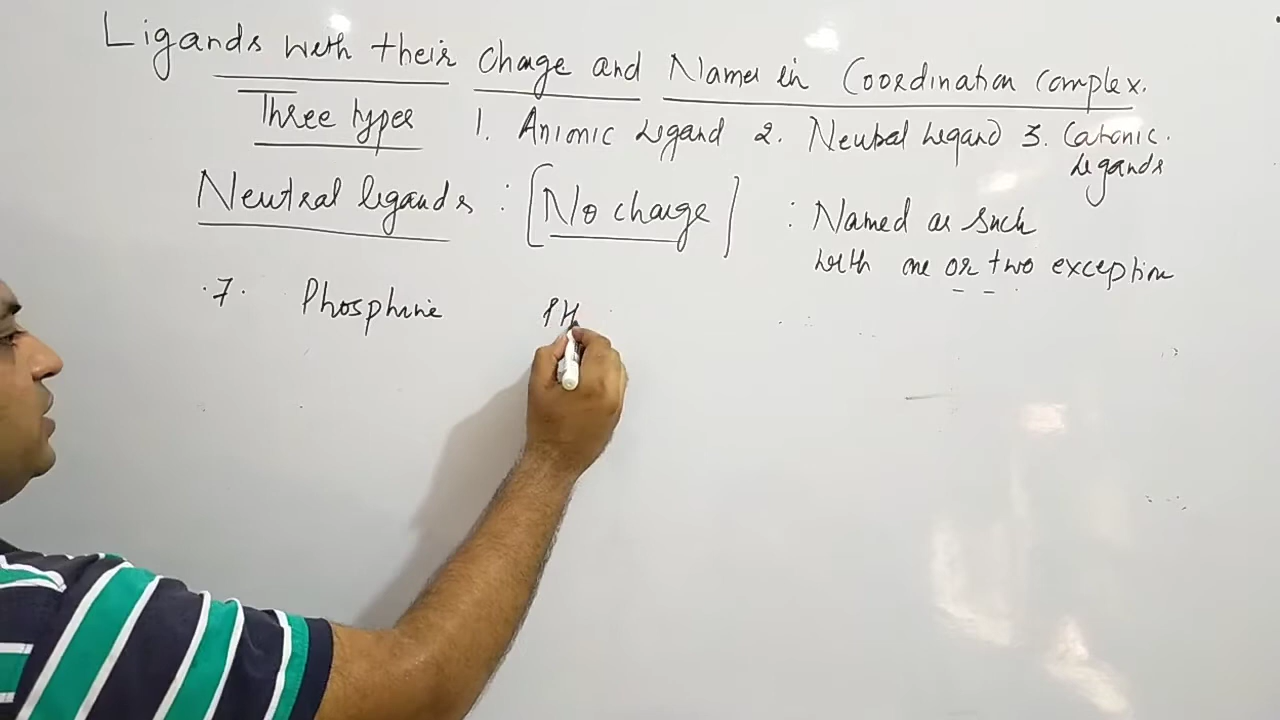 Ligands with their Charge and Names in Coordination Complex.
Three types 1. Anionic Ligand 2. Neutral Ligand 3. Cationic Ligands
Neutral ligands : [No charge] : Named as such
with one or two exception
7. Phosphine PH